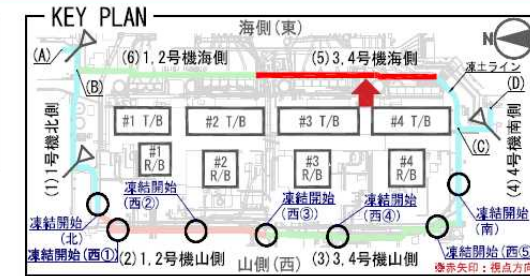 KEY PLAN
海側(東)
N
(A)
(6)1,2号機海側
(5)3,4号機海側
凍土ライン
(B)
(D)
#1 T/B
#2 T/B
#3 T/B
#4 T/B
(C)
(1)1号機北側
(4)4号機南側
#1
R/B
#2
R/B
#3
R/B
#4
R/B
凍結開始
(西②)
凍結開始
(西③)
凍結開始
(西④)
凍結開始
(南)
凍結開始
(北)
凍結開始(西①)
(2)1,2号機山側
山側(西)
(3)3,4号機山側
凍結開始(西⑤)
※赤矢印:視点方向